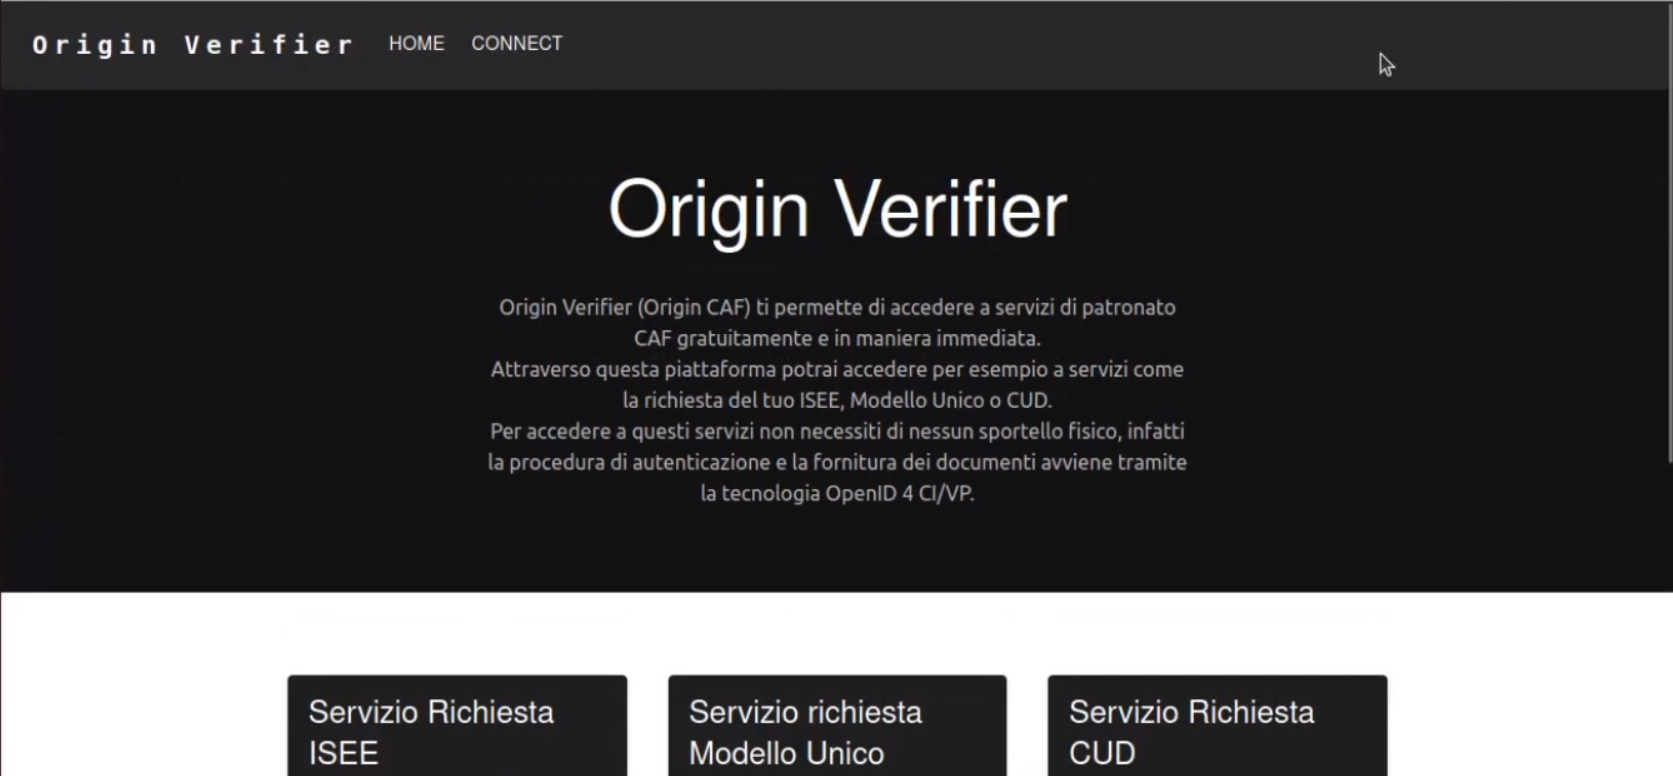 Origin Verifier HOME CONNECT
Origin Verifier
Origin Verifier (Origin CAF) ti permette di accedere a servizi di patronato
CAF gratuitamente e in maniera immediata.
Attraverso questa piattaforma potrai accedere per esempio a servizi come
la richiesta del tuo ISEE, Modello Unico o CUD.
Per accedere a questi servizi non necessiti di nessun sportello fisico, infatti
la procedura di autenticazione e la fornitura dei documenti avviene tramite
la tecnologia OpenID 4 CI/VP.
Servizio Richiesta
ISEE
Servizio richiesta
Modello Unico
Servizio Richiesta
CUD